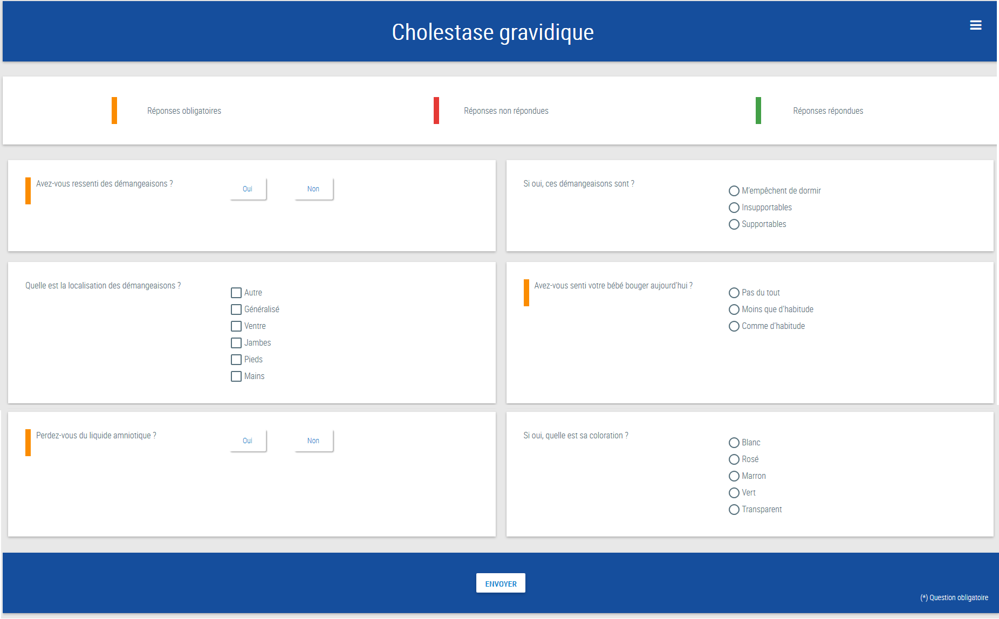 Cholestase gravidique
Réponses obligatoires
Réponses non répondues
Réponses répondues
Avez-vous ressenti des démangeaisons ?
Oui
Non
Si oui, ces démangeaisons sont ?
M'empêchent de dormir
Insupportables
Supportables
Quelle est la localisation des démangeaisons ?
Autre
Généralisé
Ventre
Jambes
Pieds
Mains
Avez-vous senti votre bébé bouger aujourd'hui ?
Pas du tout
Moins que d'habitude
Comme d'habitude
Perdez-vous du liquide amniotique ?
Oui
Non
Si oui, quelle est sa coloration ?
Blanc
Rosé
Marron
Vert
Transparent
ENVOYER
(*) Question obligatoire